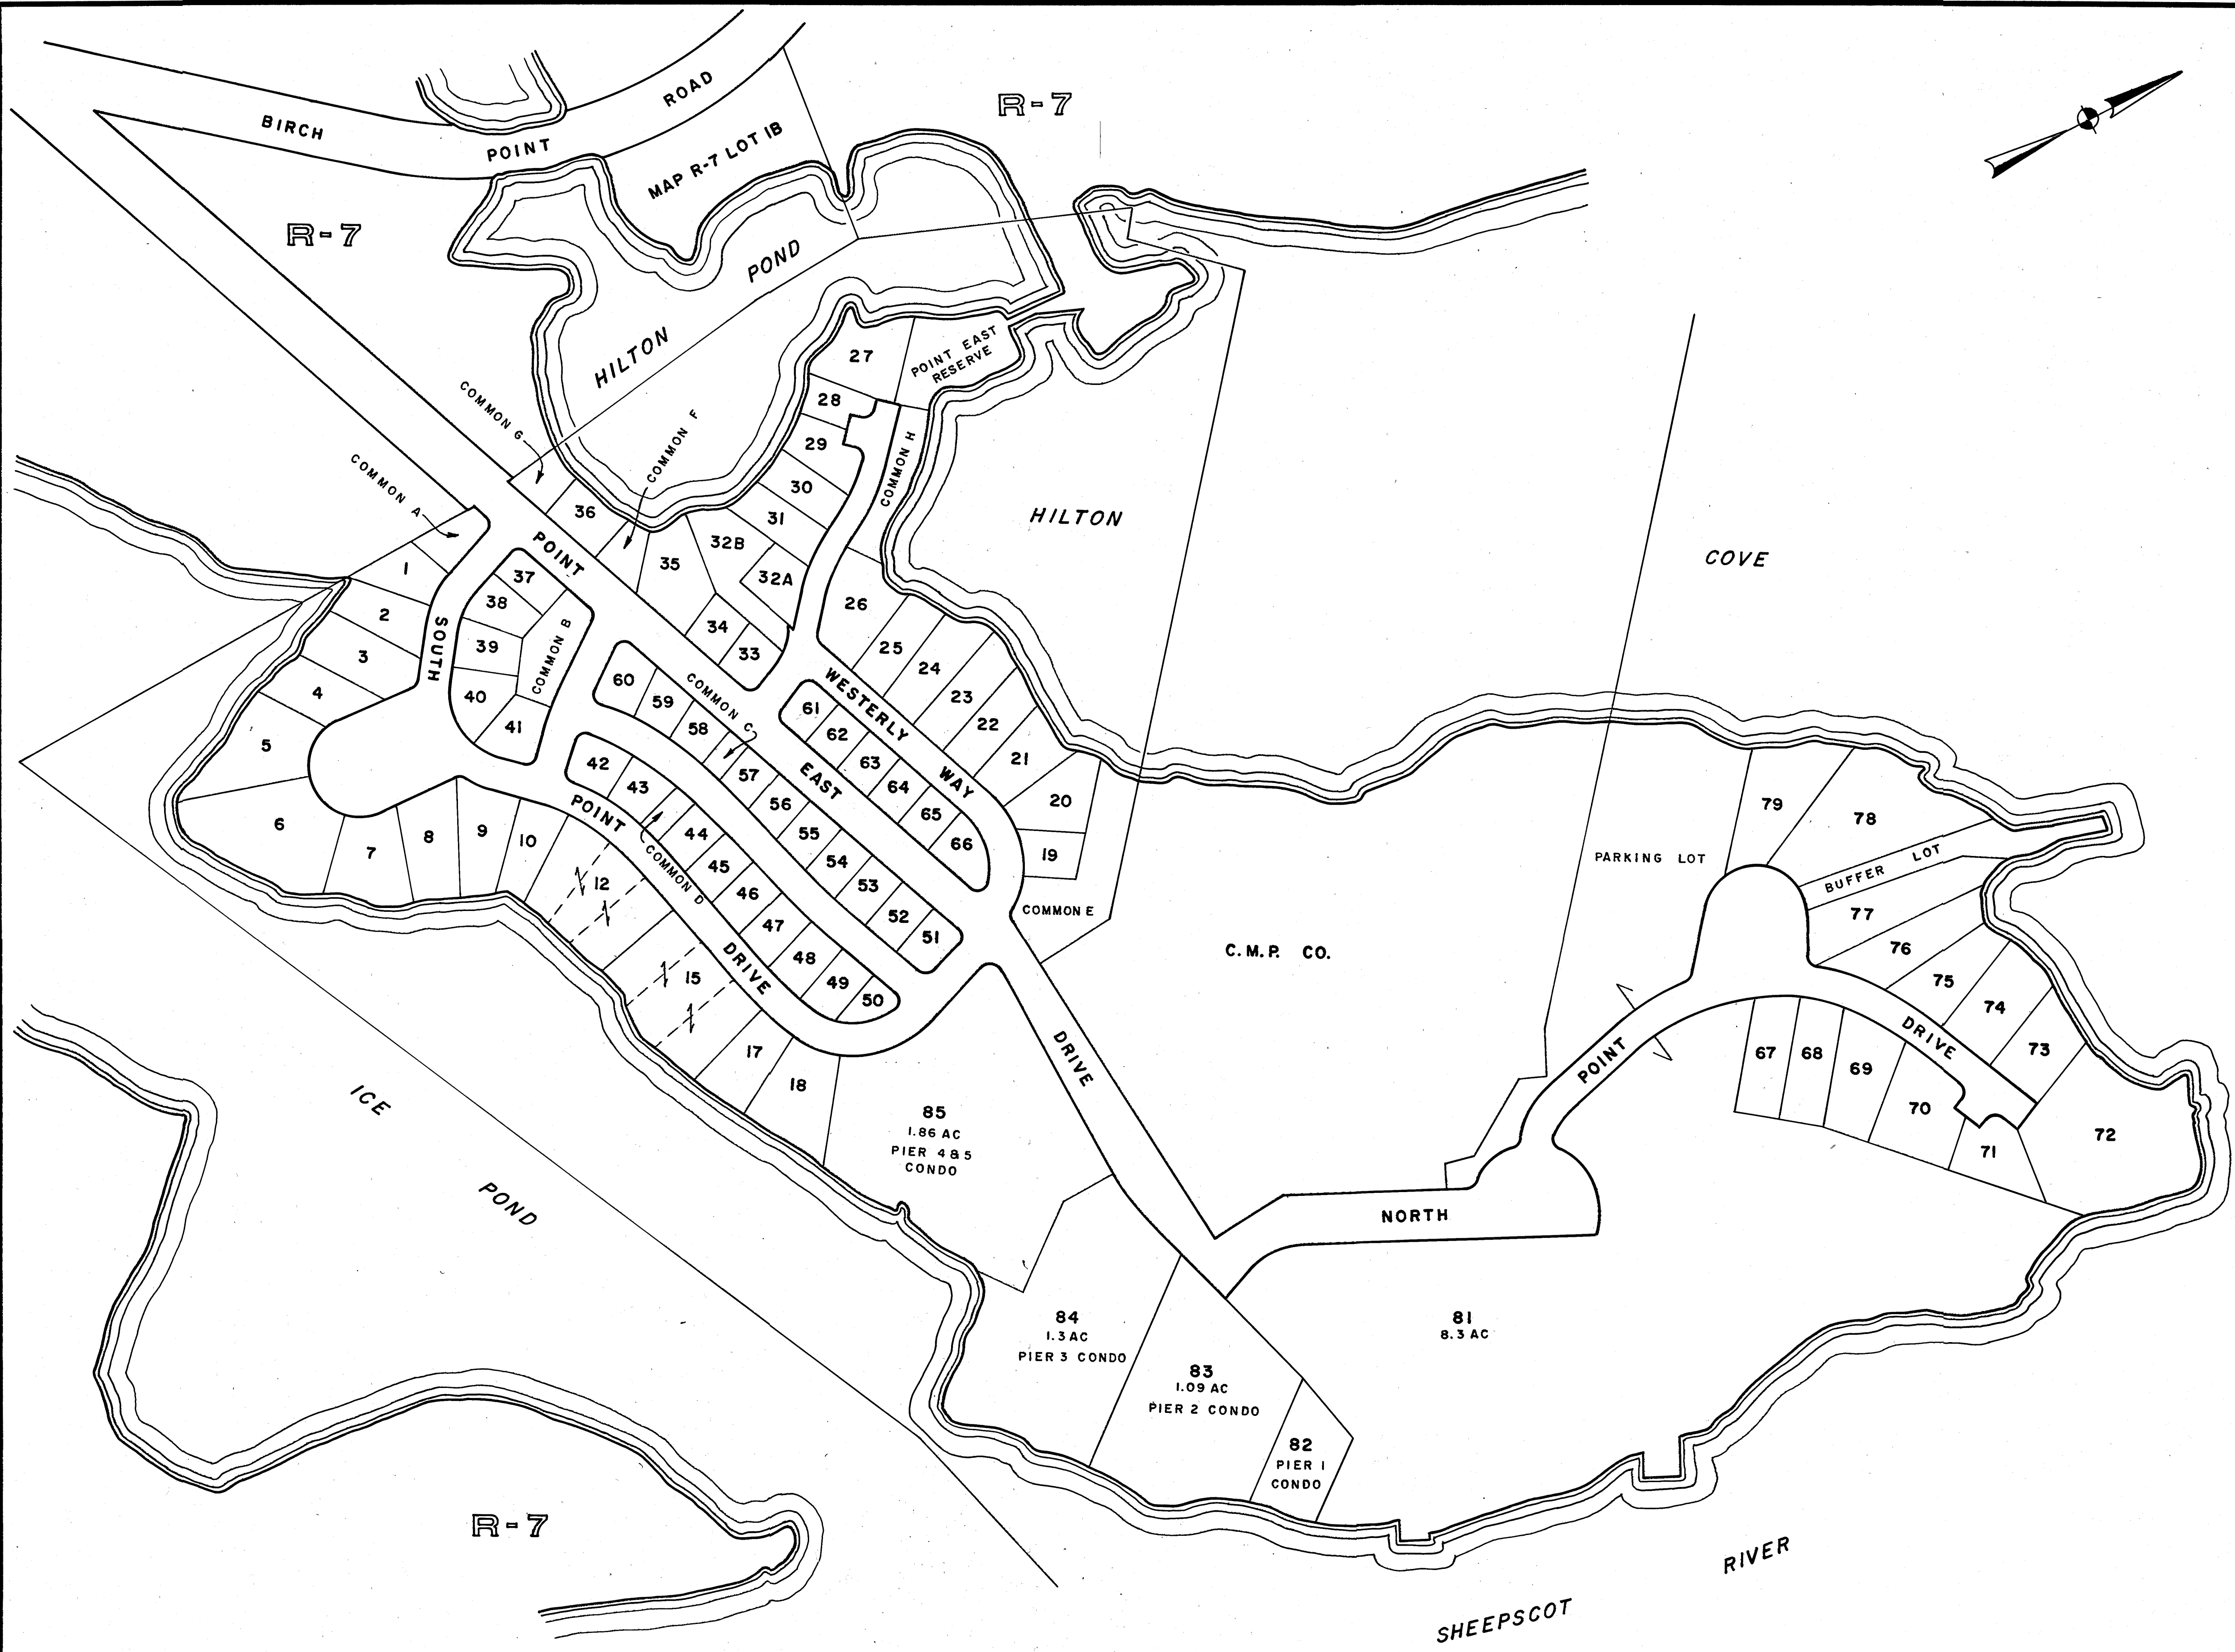 BIRCH POINT ROAD
MAP R-7 LOT 1B
R-7
R-7
HILTON POND
COMMON G
COMMON F
COMMON A
27
POINT EAST
RESERVE
28
29
30
31
COMMON H
HILTON COVE
36
35
32B
32A
34
33
POINT EAST DRIVE
1
2
3
4
5
6
7
8
9
10
12
15
17
18
SOUTH POINT DRIVE
37
38
39
40
41
COMMON B
60
59
58
COMMON C
57
56
55
54
53
52
51
42
43
COMMON D
44
45
46
47
48
49
50
WESTERLY WAY
26
25
24
23
22
21
20
19
COMMON E
61
62
63
64
65
66
C.M.P. CO.
PARKING LOT
79
78
BUFFER LOT
77
76
75
74
73
72
67
68
69
70
71
NORTH POINT DRIVE
85
1.86 AC
PIER 4&5
CONDO
84
1.3 AC
PIER 3 CONDO
83
1.09 AC
PIER 2 CONDO
82
PIER 1
CONDO
81
8.3 AC
ICE POND
R-7
SHEEPSCOT RIVER